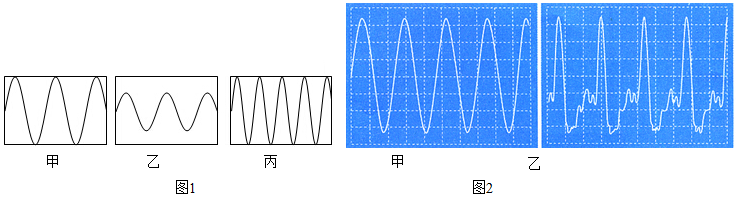 甲 乙 丙 甲 乙
图1 图2